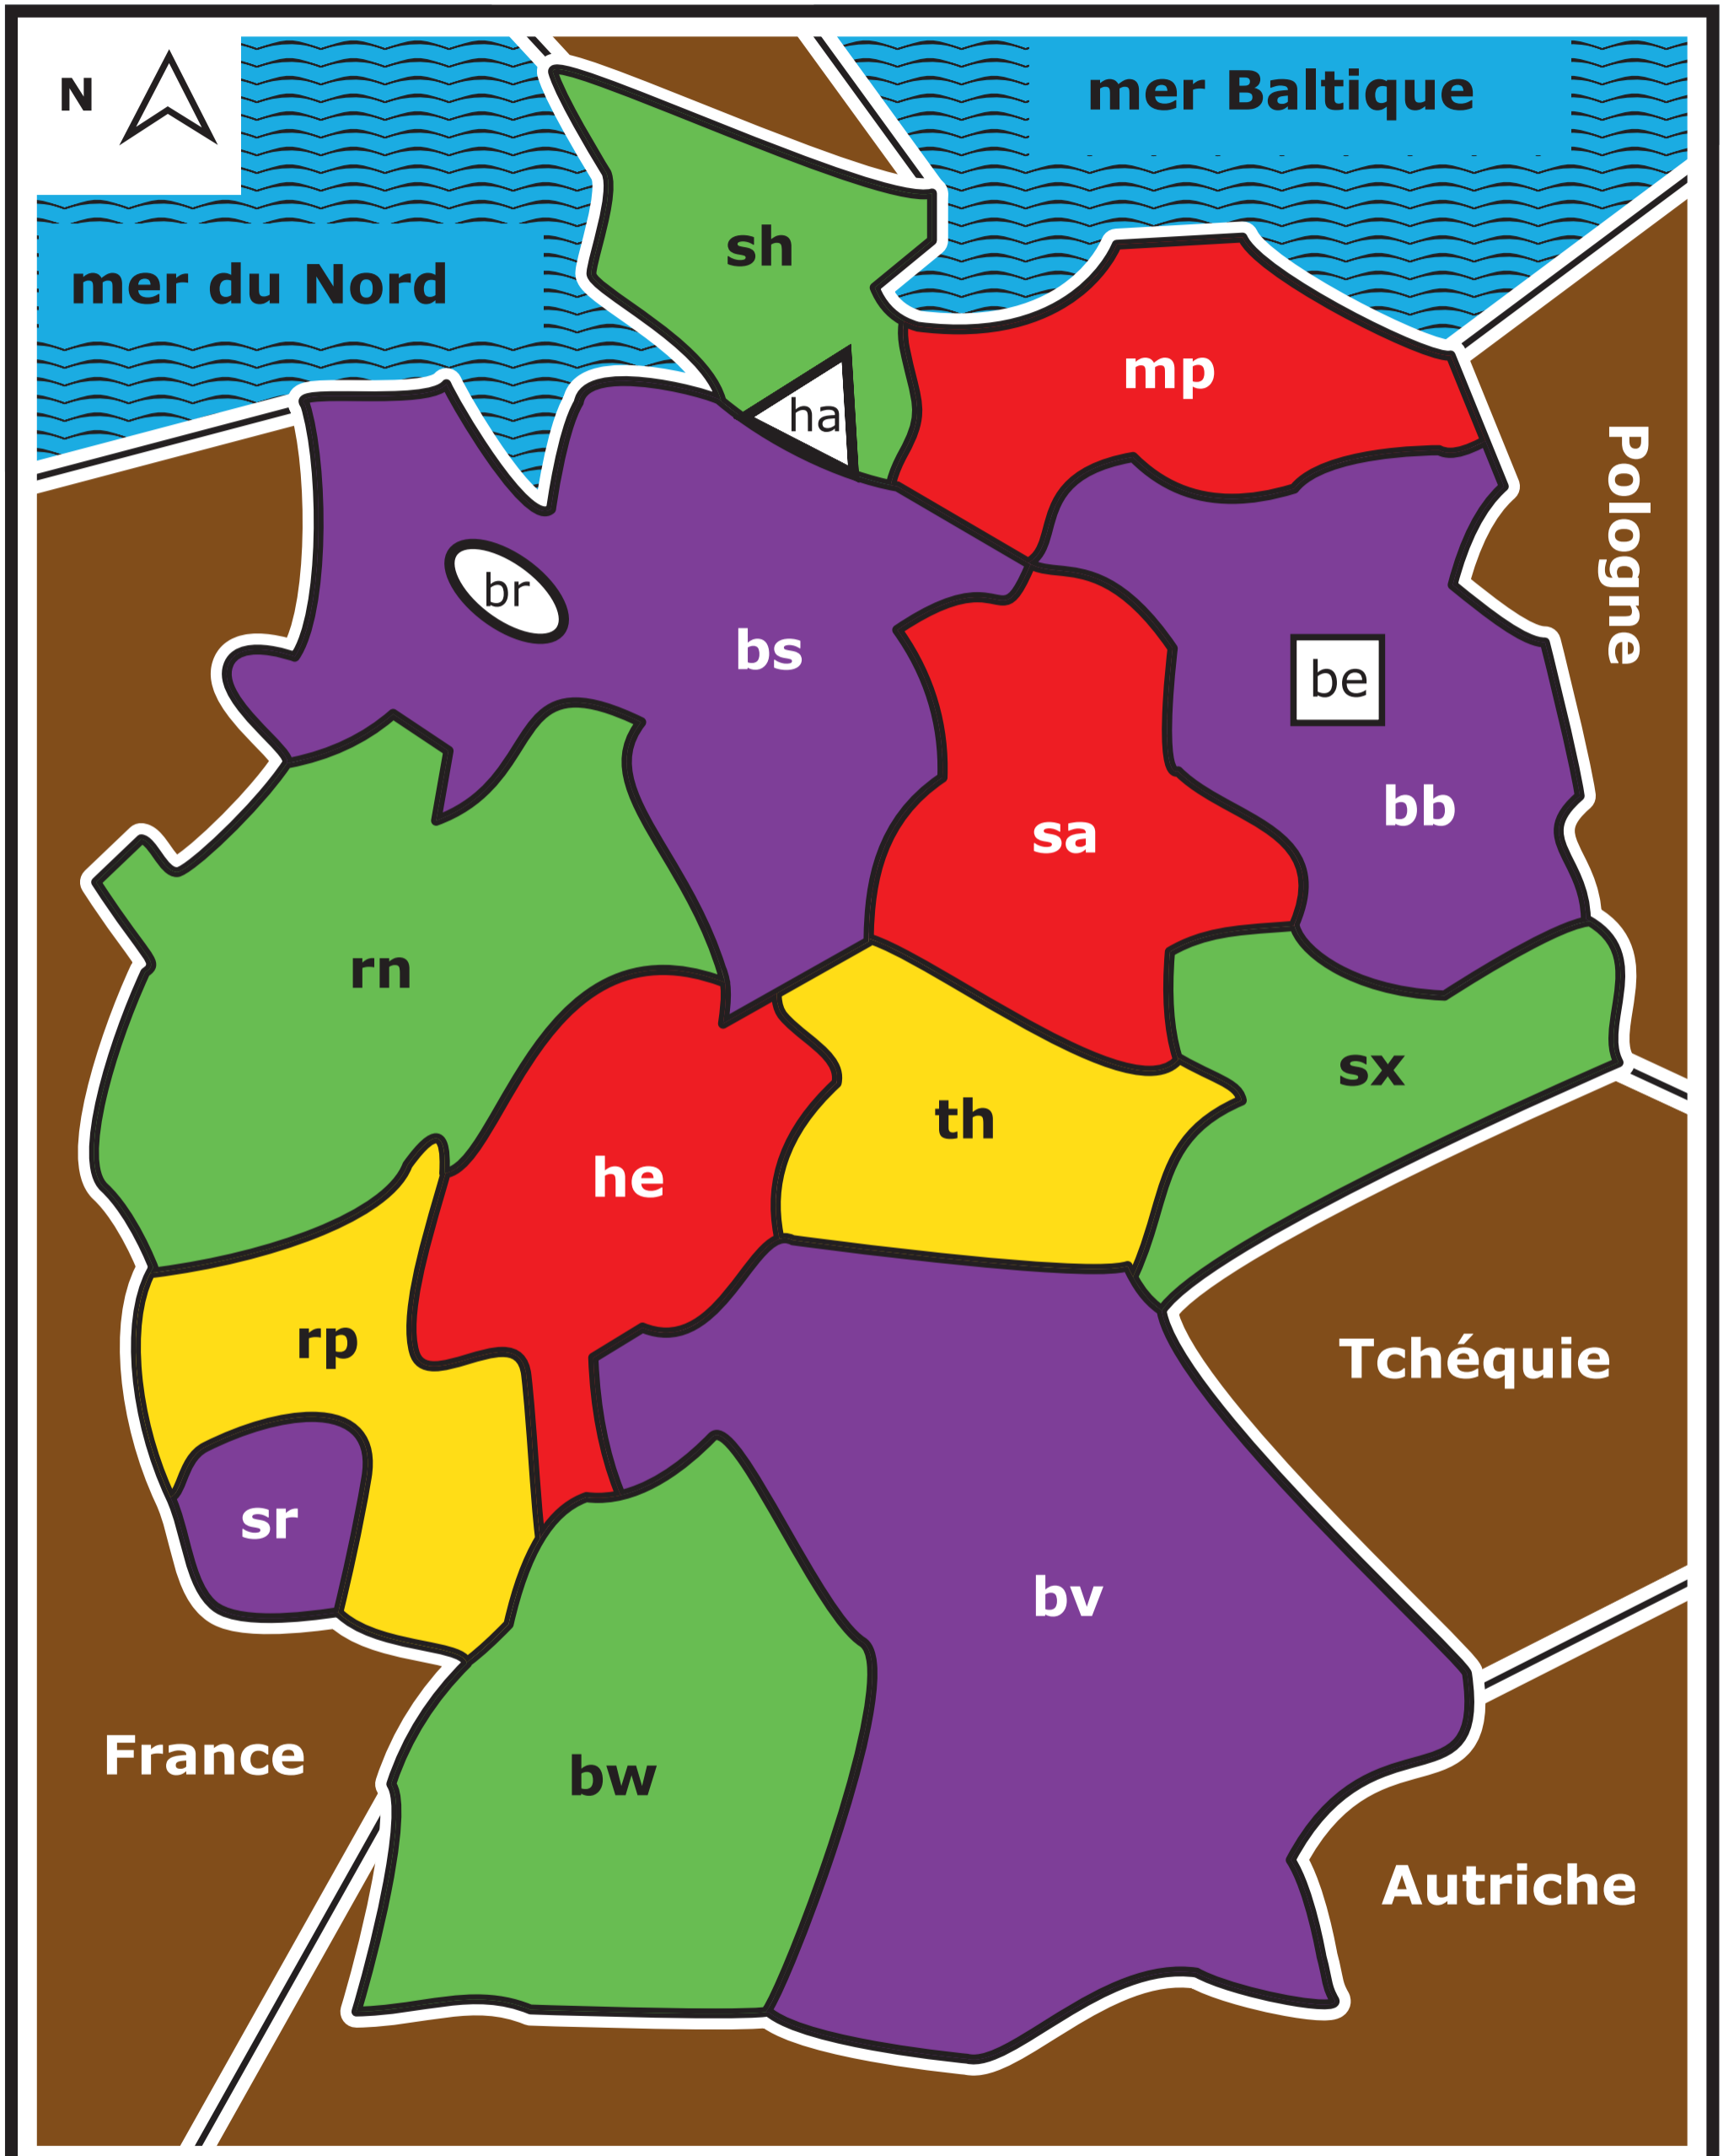 N
mer Baltique
sh
mer du Nord
mp
ha
Pologne
br
bs
be
bb
sa
rn
sx
th
he
rp
Tchéquie
sr
bv
France
bw
Autriche